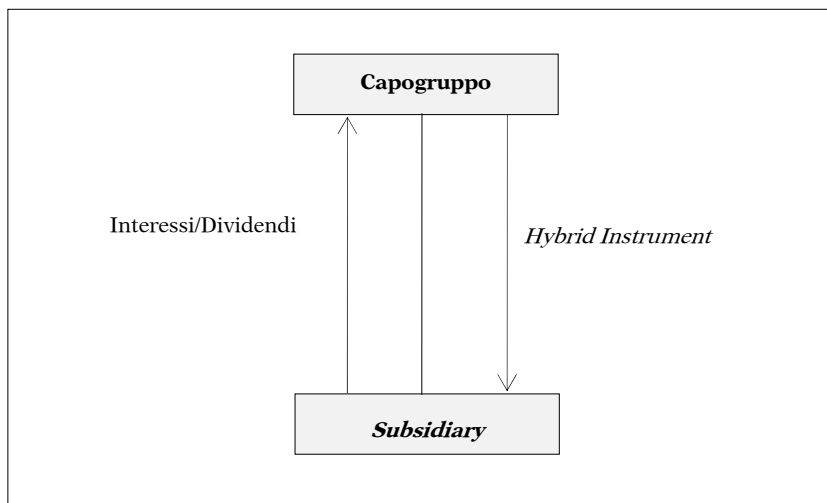 Capogruppo
Interessi/Dividendi
Hybrid Instrument
Subsidiary